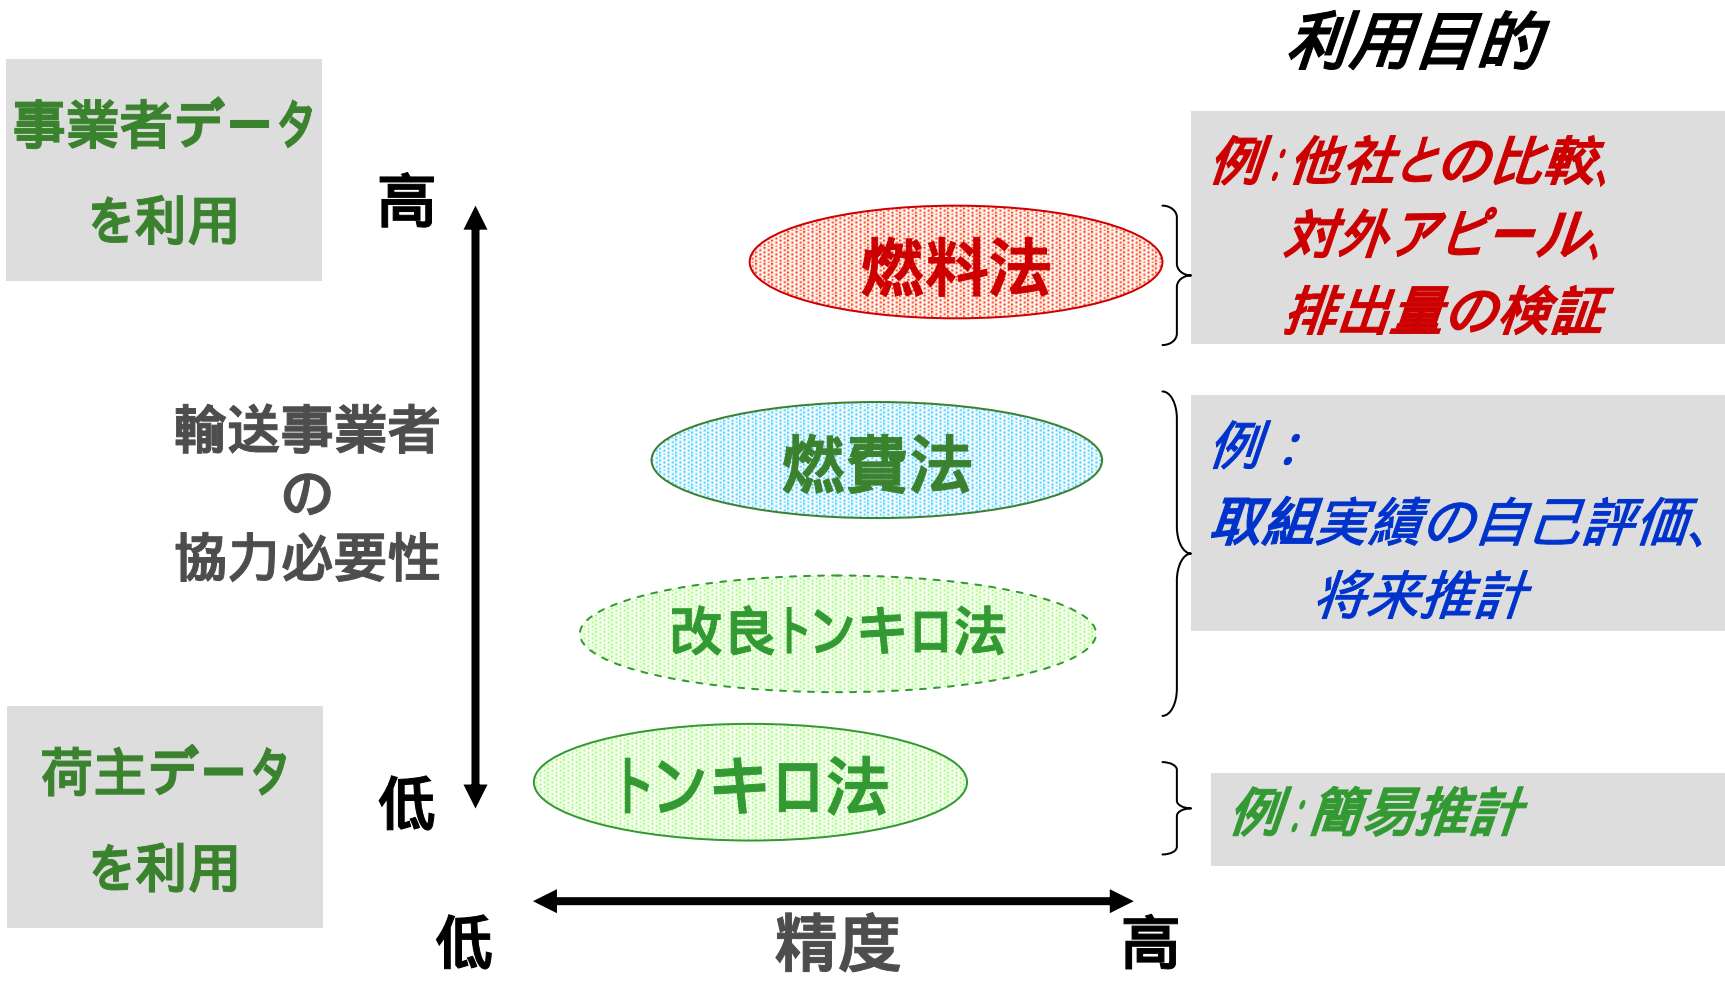 利用目的
事業者データ
を利用
高
燃料法
例：他社との比較、
対外アピール、
排出量の検証
輸送事業者
の
協力必要性
燃費法
例：
取組実績の自己評価、
将来推計
改良トンキロ法
荷主データ
を利用
低
トンキロ法
例：簡易推計
低
精度
高